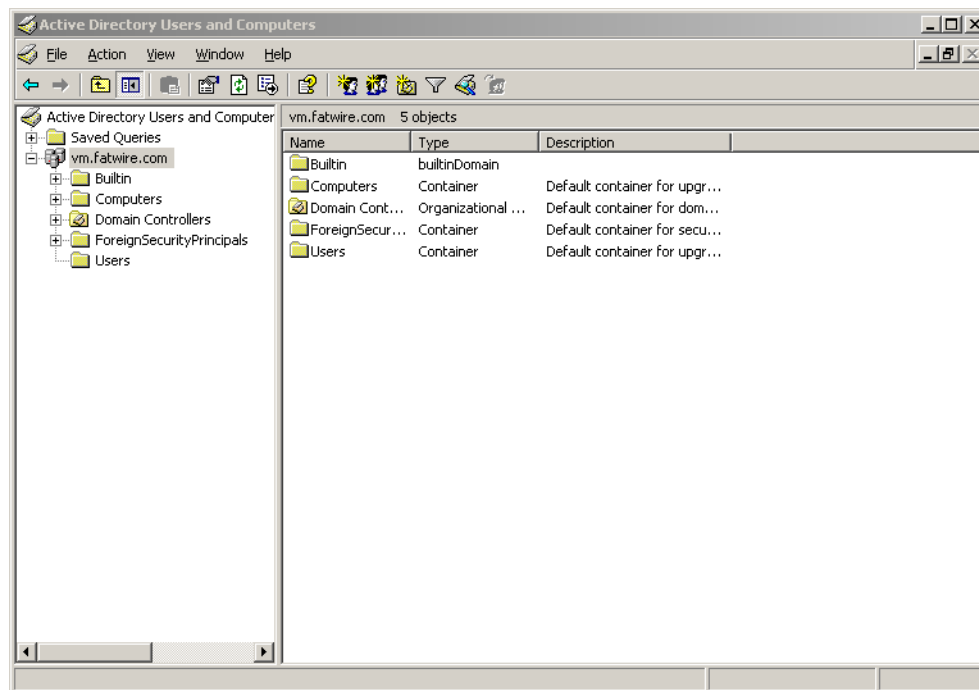 Active Directory Users and Computers
File Action View Window Help
Active Directory Users and Computer
Saved Queries
vm.fatwire.com
Builtin
Computers
Domain Controllers
ForeignSecurityPrincipals
Users
vm.fatwire.com 5 objects
Name Type Description
Builtin builtinDomain
Computers Container Default container for upgr...
Domain Cont... Organizational ... Default container for dom...
ForeignSecur... Container Default container for secu...
Users Container Default container for upgr...